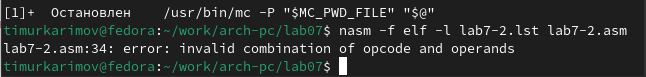 [1]+  Остановлен    /usr/bin/mc -P "$MC_PWD_FILE" "$@"
timurkarimov@fedora:~/work/arch-pc/lab07$ nasm -f elf -l lab7-2.lst lab7-2.asm
lab7-2.asm:34: error: invalid combination of opcode and operands
timurkarimov@fedora:~/work/arch-pc/lab07$